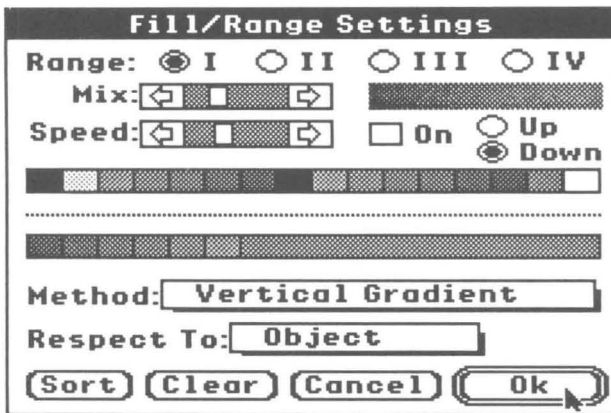 Fill/Range Settings
Range: I II III IV
Mix:
Speed: On Up
Down
Method: Vertical Gradient
Respect To: Object
Sort Clear Cancel Ok